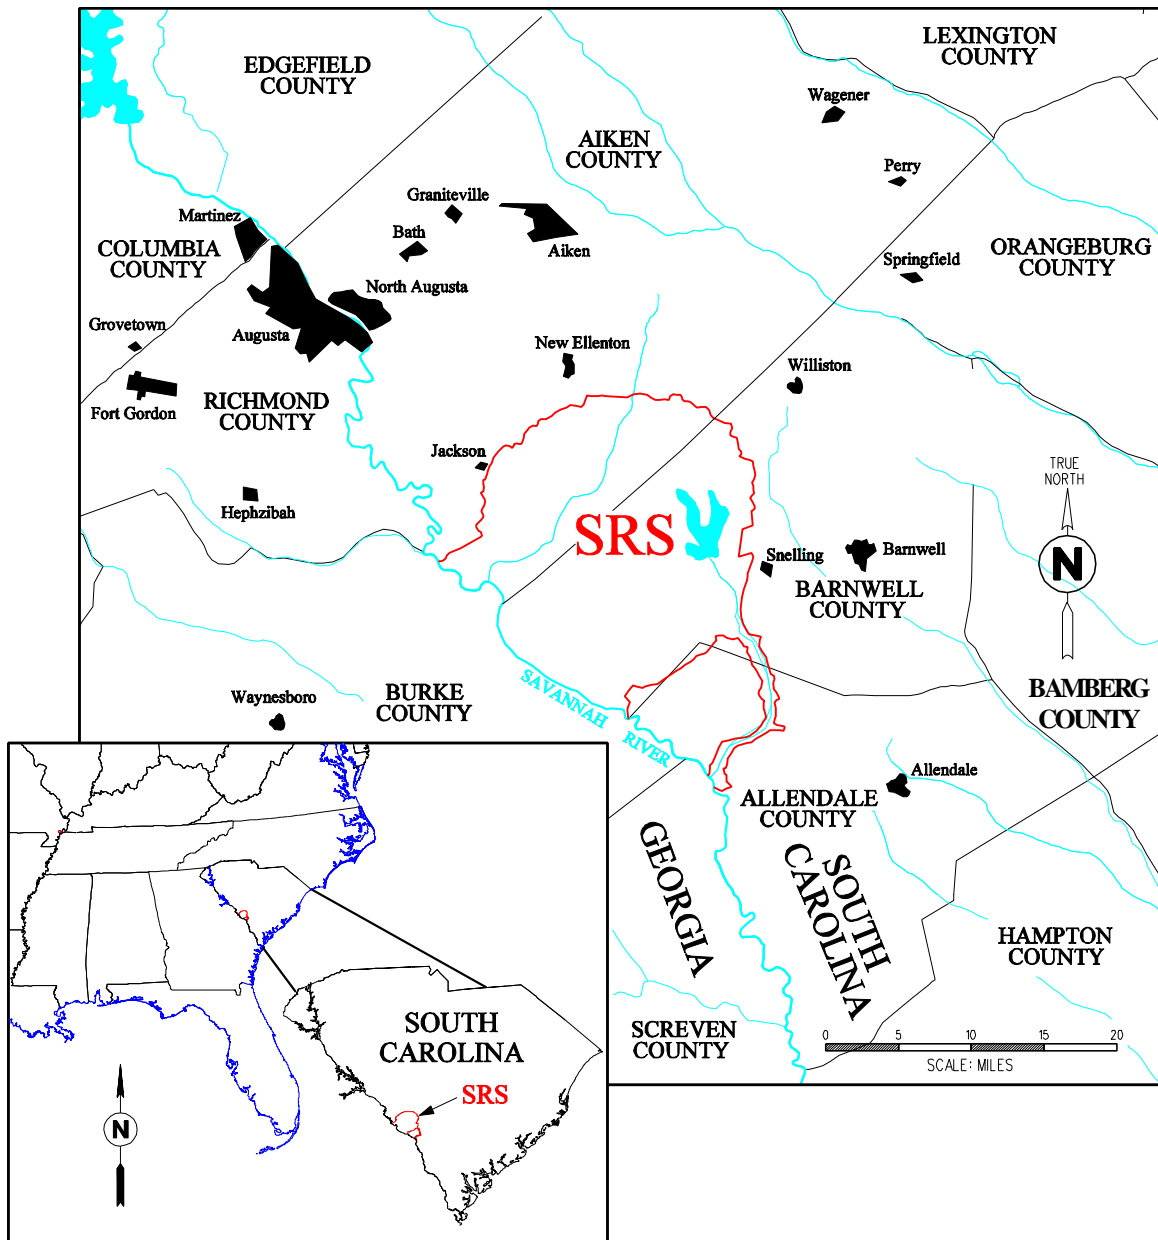 LEXINGTON
COUNTY
EDGEFIELD
COUNTY
Wagener
AIKEN
COUNTY
Perry
Graniteville
Martinez
Bath
Aiken
COLUMBIA
COUNTY
ORANGEBURG
COUNTY
Springfield
North Augusta
Grovetown
Augusta
New Ellenton
Williston
Fort Gordon
RICHMOND
COUNTY
Jackson
TRUE
NORTH
Hephzibah
SRS
Snelling
Barnwell
N
BARNWELL
COUNTY
SAVANNAH RIVER
BAMBERG
COUNTY
Waynesboro
BURKE
COUNTY
Allendale
ALLENDALE
COUNTY
GEORGIA
SOUTH
CAROLINA
HAMPTON
COUNTY
SCREVEN
COUNTY
0 5 10 15 20
SCALE: MILES
SOUTH
CAROLINA
SRS
N